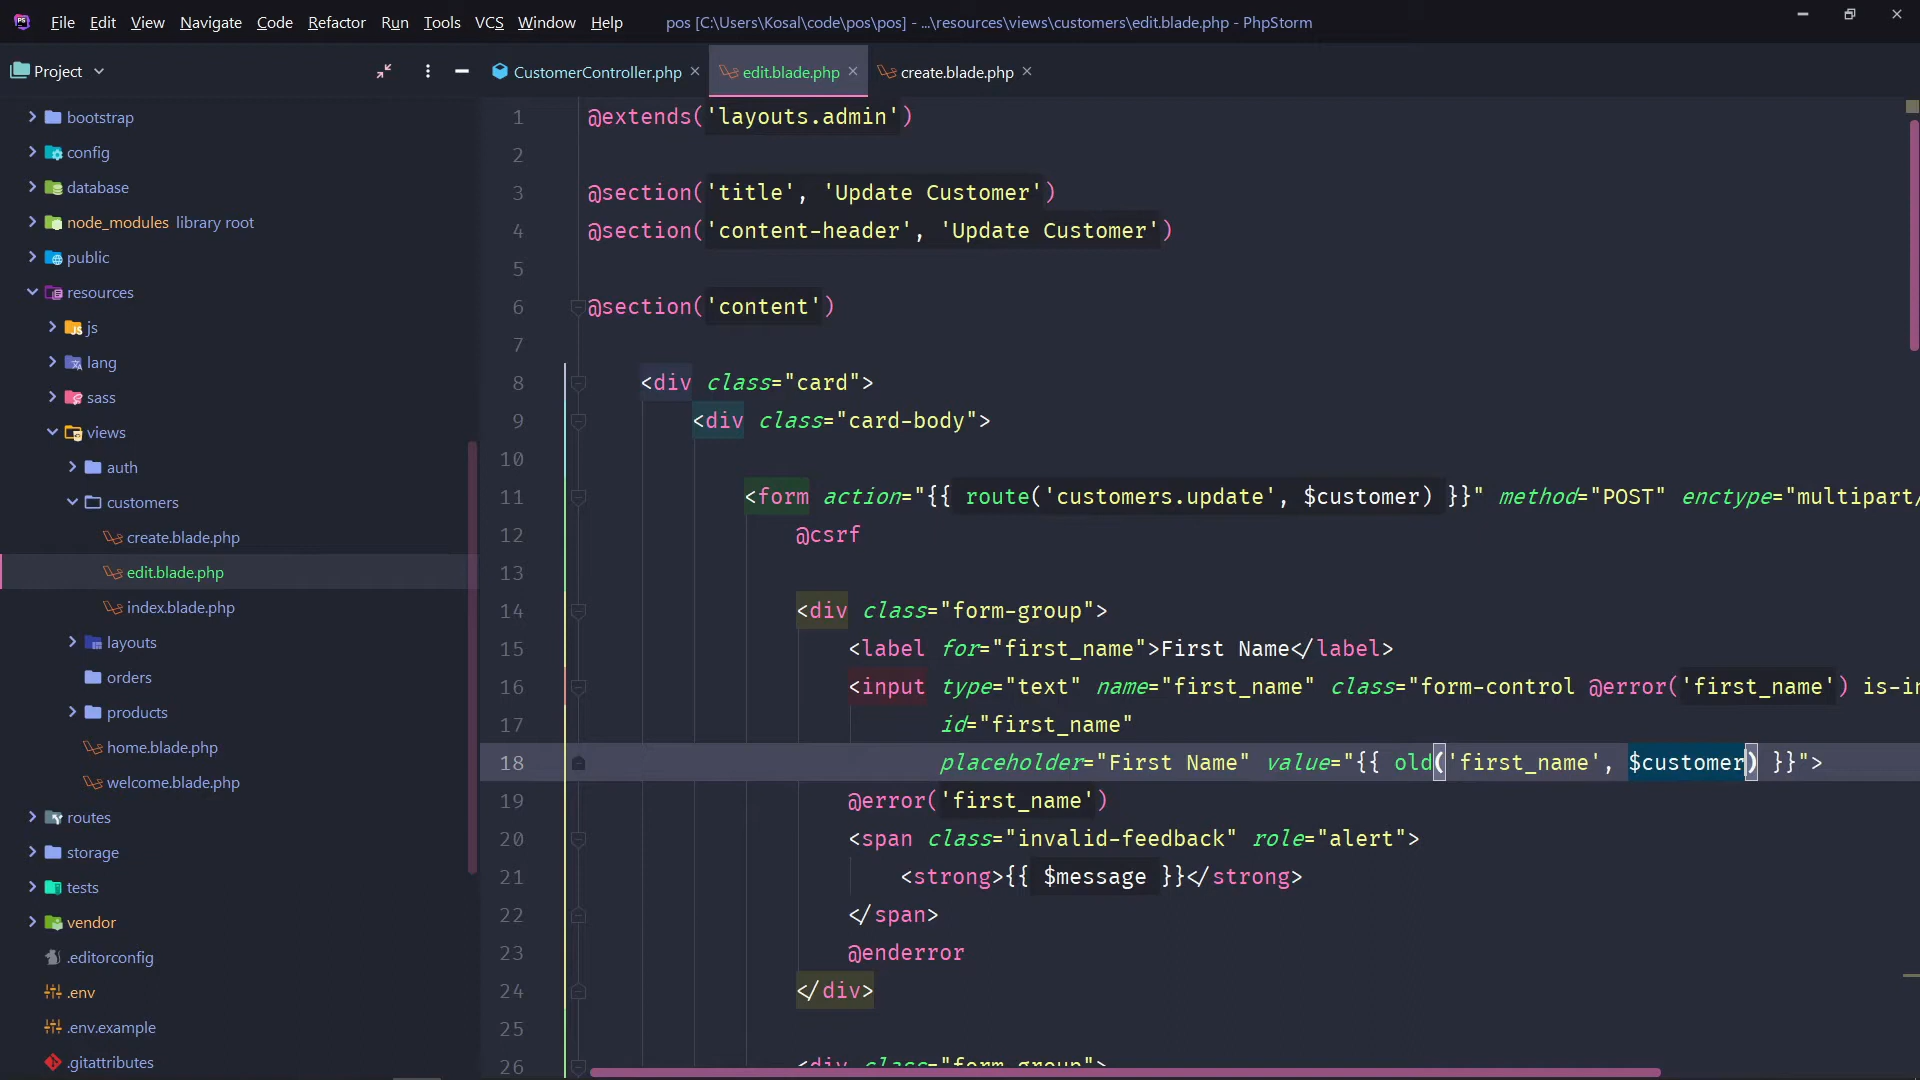 File Edit View Navigate Code Refactor Run Tools VCS Window Help pos [C:\Users\Kosal\code\pos\pos] - ...\resources\views\customers\edit.blade.php - PhpStorm
Project
CustomerController.php
edit.blade.php
create.blade.php
bootstrap
config
database
node_modules library root
public
resources
js
lang
sass
views
auth
customers
create.blade.php
edit.blade.php
index.blade.php
layouts
orders
products
home.blade.php
welcome.blade.php
routes
storage
tests
vendor
.editorconfig
.env
.env.example
.gitattributes
1 @extends('layouts.admin')
2
3 @section('title', 'Update Customer')
4 @section('content-header', 'Update Customer')
5
6 @section('content')
7
8 <div class="card">
9 <div class="card-body">
10
11 <form action="{{ route('customers.update', $customer) }}" method="POST" enctype="multipart/
12 @csrf
13
14 <div class="form-group">
15 <label for="first_name">First Name</label>
16 <input type="text" name="first_name" class="form-control @error('first_name') is-in
17 id="first_name"
18 placeholder="First Name" value="{{ old('first_name', $customer) }}">
19 @error('first_name')
20 <span class="invalid-feedback" role="alert">
21 <strong>{{ $message }}</strong>
22 </span>
23 @enderror
24 </div>
25
26 <div class="form-group">